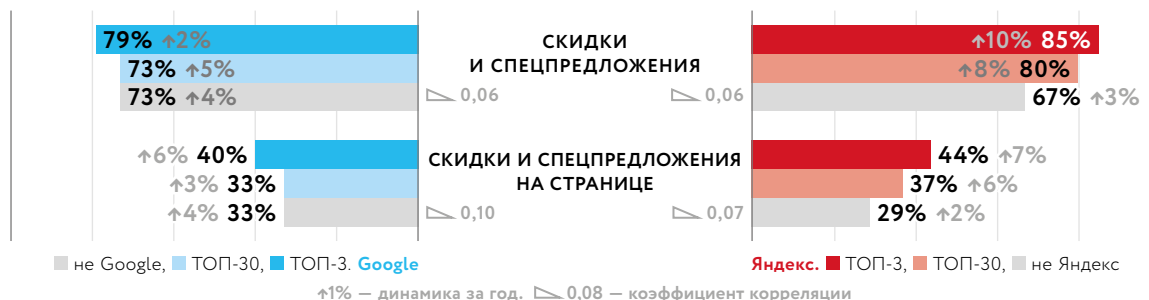 79% ↑2%
73% ↑5%
73% ↑4%
СКИДКИ
И СПЕЦПРЕДЛОЖЕНИЯ
0,06 0,06
↑10% 85%
↑8% 80%
67% ↑3%
↑6% 40%
↑3% 33%
↑4% 33%
СКИДКИ И СПЕЦПРЕДЛОЖЕНИЯ
НА СТРАНИЦЕ
0,10 0,07
44% ↑7%
37% ↑6%
29% ↑2%
не Google, ТОП-30, ТОП-3. Google
Яндекс. ТОП-3, ТОП-30, не Яндекс
↑1% — динамика за год. 0,08 — коэффициент корреляции